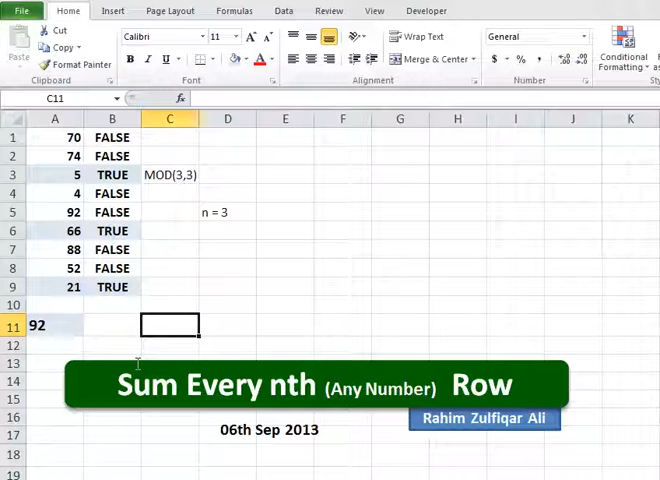 File Home Insert Page Layout Formulas Data Review View Developer
Cut
Calibri 11 Wrap Text General
Copy
Paste Format Painter B I U Merge & Center $ % , Conditional Formatting
Clipboard Font Alignment Number
C11 fx
A B C D E F G H I J K
1 70 FALSE
2 74 FALSE
3 5 TRUE MOD(3,3)
4 4 FALSE
5 92 FALSE n = 3
6 66 TRUE
7 88 FALSE
8 52 FALSE
9 21 TRUE
10
11 92
12
13
14 Sum Every nth (Any Number) Row
15
16 Rahim Zulfiqar Ali
17 06th Sep 2013
18
19